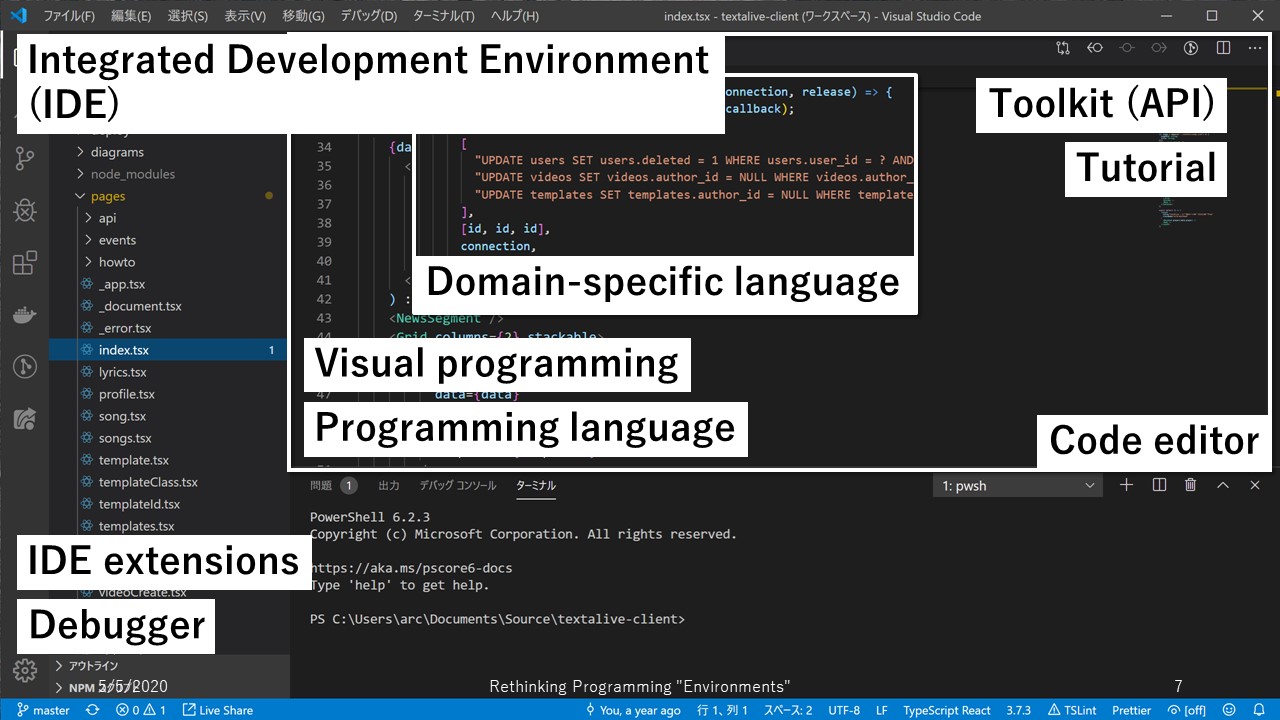 ファイル(F) 編集(E) 選択(S) 表示(V) 移動(G) デバッグ(D) ターミナル(T) ヘルプ(H) index.tsx - textalive-client (ワークスペース) - Visual Studio Code
Integrated Development Environment
(IDE)
Toolkit (API)
Tutorial
onnection, release) => {
callback);
[
"UPDATE users SET users.deleted = 1 WHERE users.user_id = ? AND
"UPDATE videos SET videos.author_id = NULL WHERE videos.author_
"UPDATE templates SET templates.author_id = NULL WHERE template
],
[id, id, id],
connection,
Domain-specific language
34 {da
35 <
36
37
38
39
40
41 <
42 ) :
43 <NewsSegment />
44 <Grid columns={2} stackable>
Visual programming
47 data={data}
Programming language
Code editor
diagrams
node_modules
pages
api
events
howto
_app.tsx
_document.tsx
_error.tsx
index.tsx 1
lyrics.tsx
profile.tsx
song.tsx
songs.tsx
template.tsx
templateClass.tsx
templateId.tsx
templates.tsx
IDE extensions
videoCreate.tsx
Debugger
アウトライン
NPM スクリプト
問題 1 出力 デバッグ コンソール ターミナル 1: pwsh
PowerShell 6.2.3
Copyright (c) Microsoft Corporation. All rights reserved.
https://aka.ms/pscore6-docs
Type 'help' to get help.
PS C:\Users\arc\Documents\Source\textalive-client>
5/5/2020 Rethinking Programming "Environments" 7
master 0 1 Live Share You, a year ago 行 1、列 1 スペース: 2 UTF-8 LF TypeScript React 3.7.3 TSLint Prettier [off]